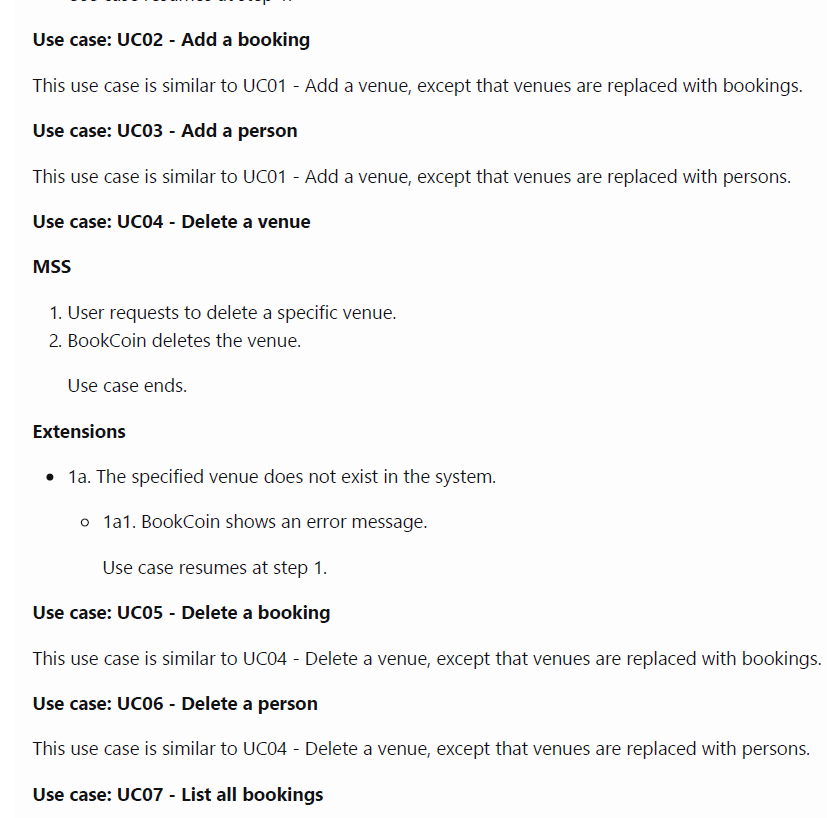 Use case: UC02 - Add a booking
This use case is similar to UC01 - Add a venue, except that venues are replaced with bookings.
Use case: UC03 - Add a person
This use case is similar to UC01 - Add a venue, except that venues are replaced with persons.
Use case: UC04 - Delete a venue
MSS
1. User requests to delete a specific venue.
2. BookCoin deletes the venue.
Use case ends.
Extensions
• 1a. The specified venue does not exist in the system.
◦ 1a1. BookCoin shows an error message.
Use case resumes at step 1.
Use case: UC05 - Delete a booking
This use case is similar to UC04 - Delete a venue, except that venues are replaced with bookings.
Use case: UC06 - Delete a person
This use case is similar to UC04 - Delete a venue, except that venues are replaced with persons.
Use case: UC07 - List all bookings